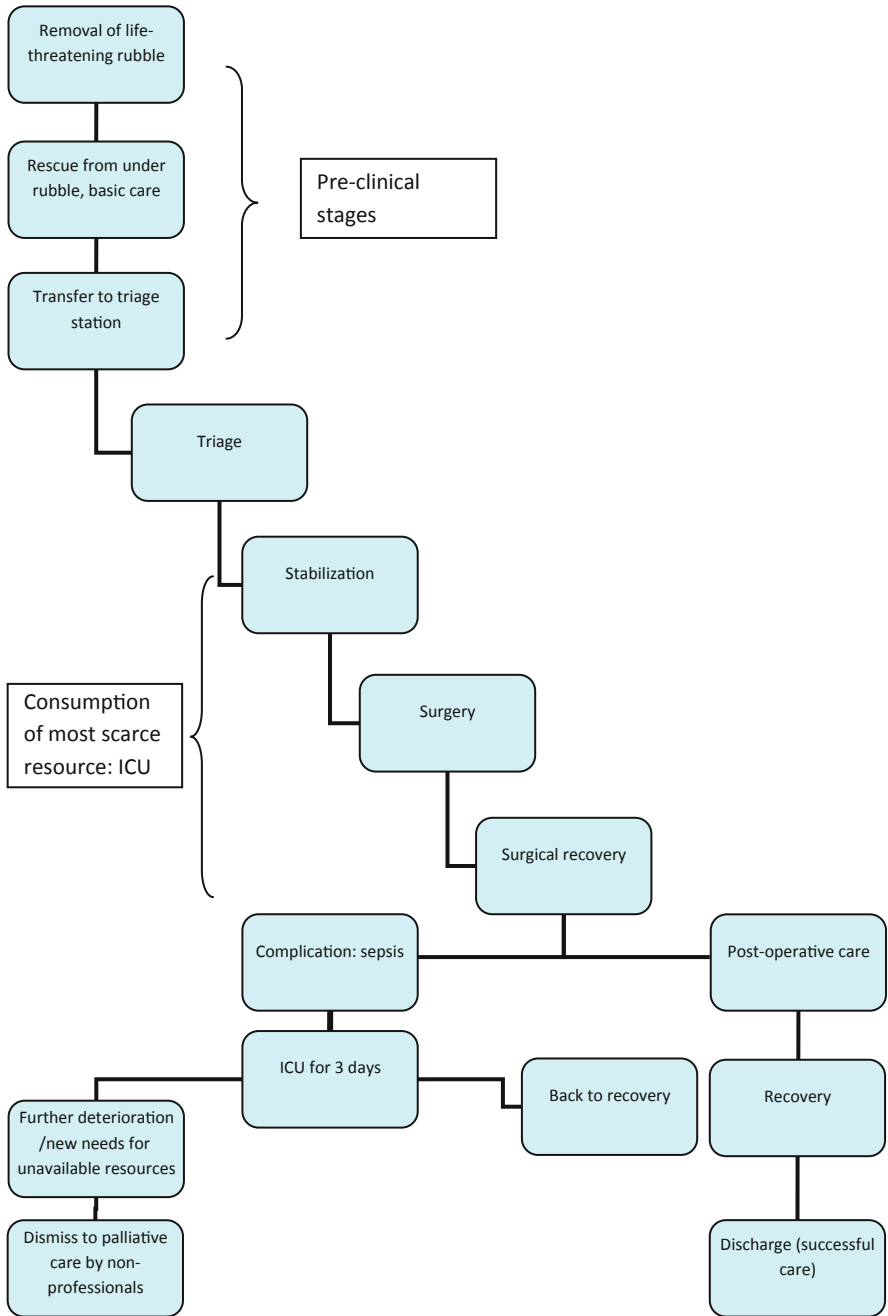 Removal of life-
threatening rubble
Rescue from under
rubble, basic care
Pre-clinical
stages
Transfer to triage
station
Triage
Stabilization
Consumption
of most scarce
resource: ICU
Surgery
Surgical recovery
Complication: sepsis
Post-operative care
ICU for 3 days
Back to recovery
Recovery
Further deterioration
/new needs for
unavailable resources
Dismiss to palliative
care by non-
professionals
Discharge (successful
care)